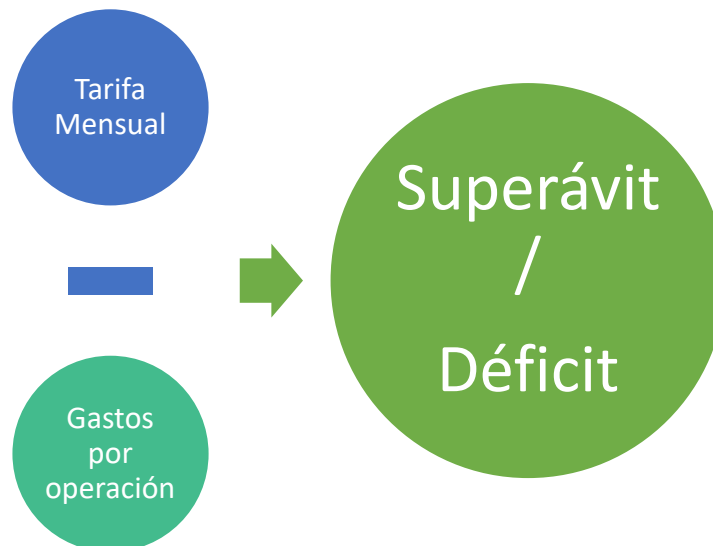 Tarifa
Mensual
Gastos
por
operación
Superávit
/
Déficit